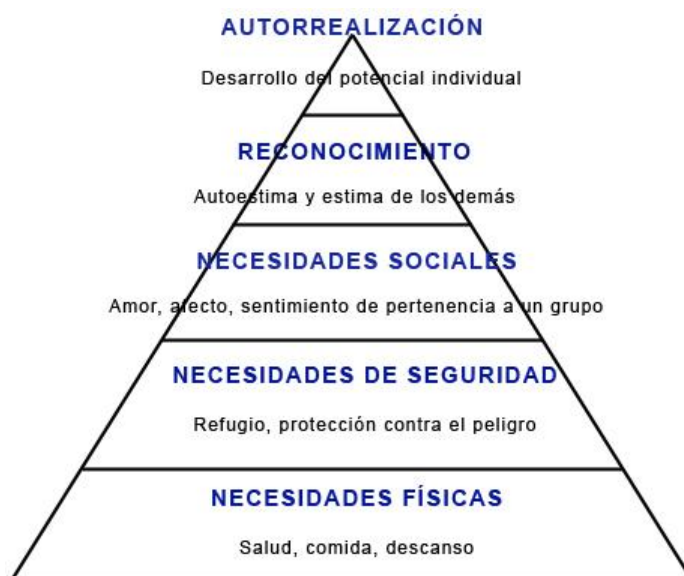 AUTORREALIZACIÓN
Desarrollo del potencial individual
RECONOCIMIENTO
Autoestima y estima de los demás
NECESIDADES SOCIALES
Amor, afecto, sentimiento de pertenencia a un grupo
NECESIDADES DE SEGURIDAD
Refugio, protección contra el peligro
NECESIDADES FÍSICAS
Salud, comida, descanso